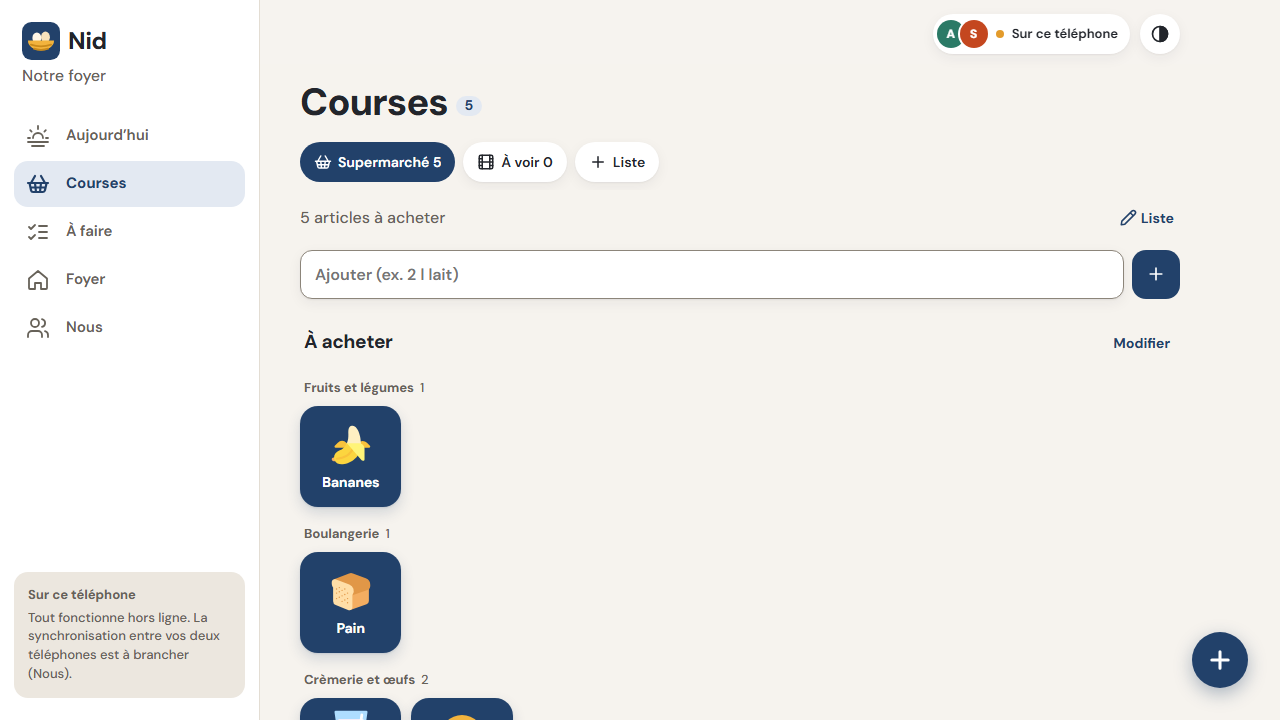 Nid
Notre foyer
Aujourd’hui
Courses
À faire
Foyer
Nous
Sur ce téléphone
Tout fonctionne hors ligne. La
synchronisation entre vos deux
téléphones est à brancher
(Nous).
A S Sur ce téléphone
Courses 5
Supermarché 5 À voir 0 Liste
5 articles à acheter Liste
Ajouter (ex. 2 l lait)
À acheter Modifier
Fruits et légumes 1
Bananes
Boulangerie 1
Pain
Crèmerie et œufs 2